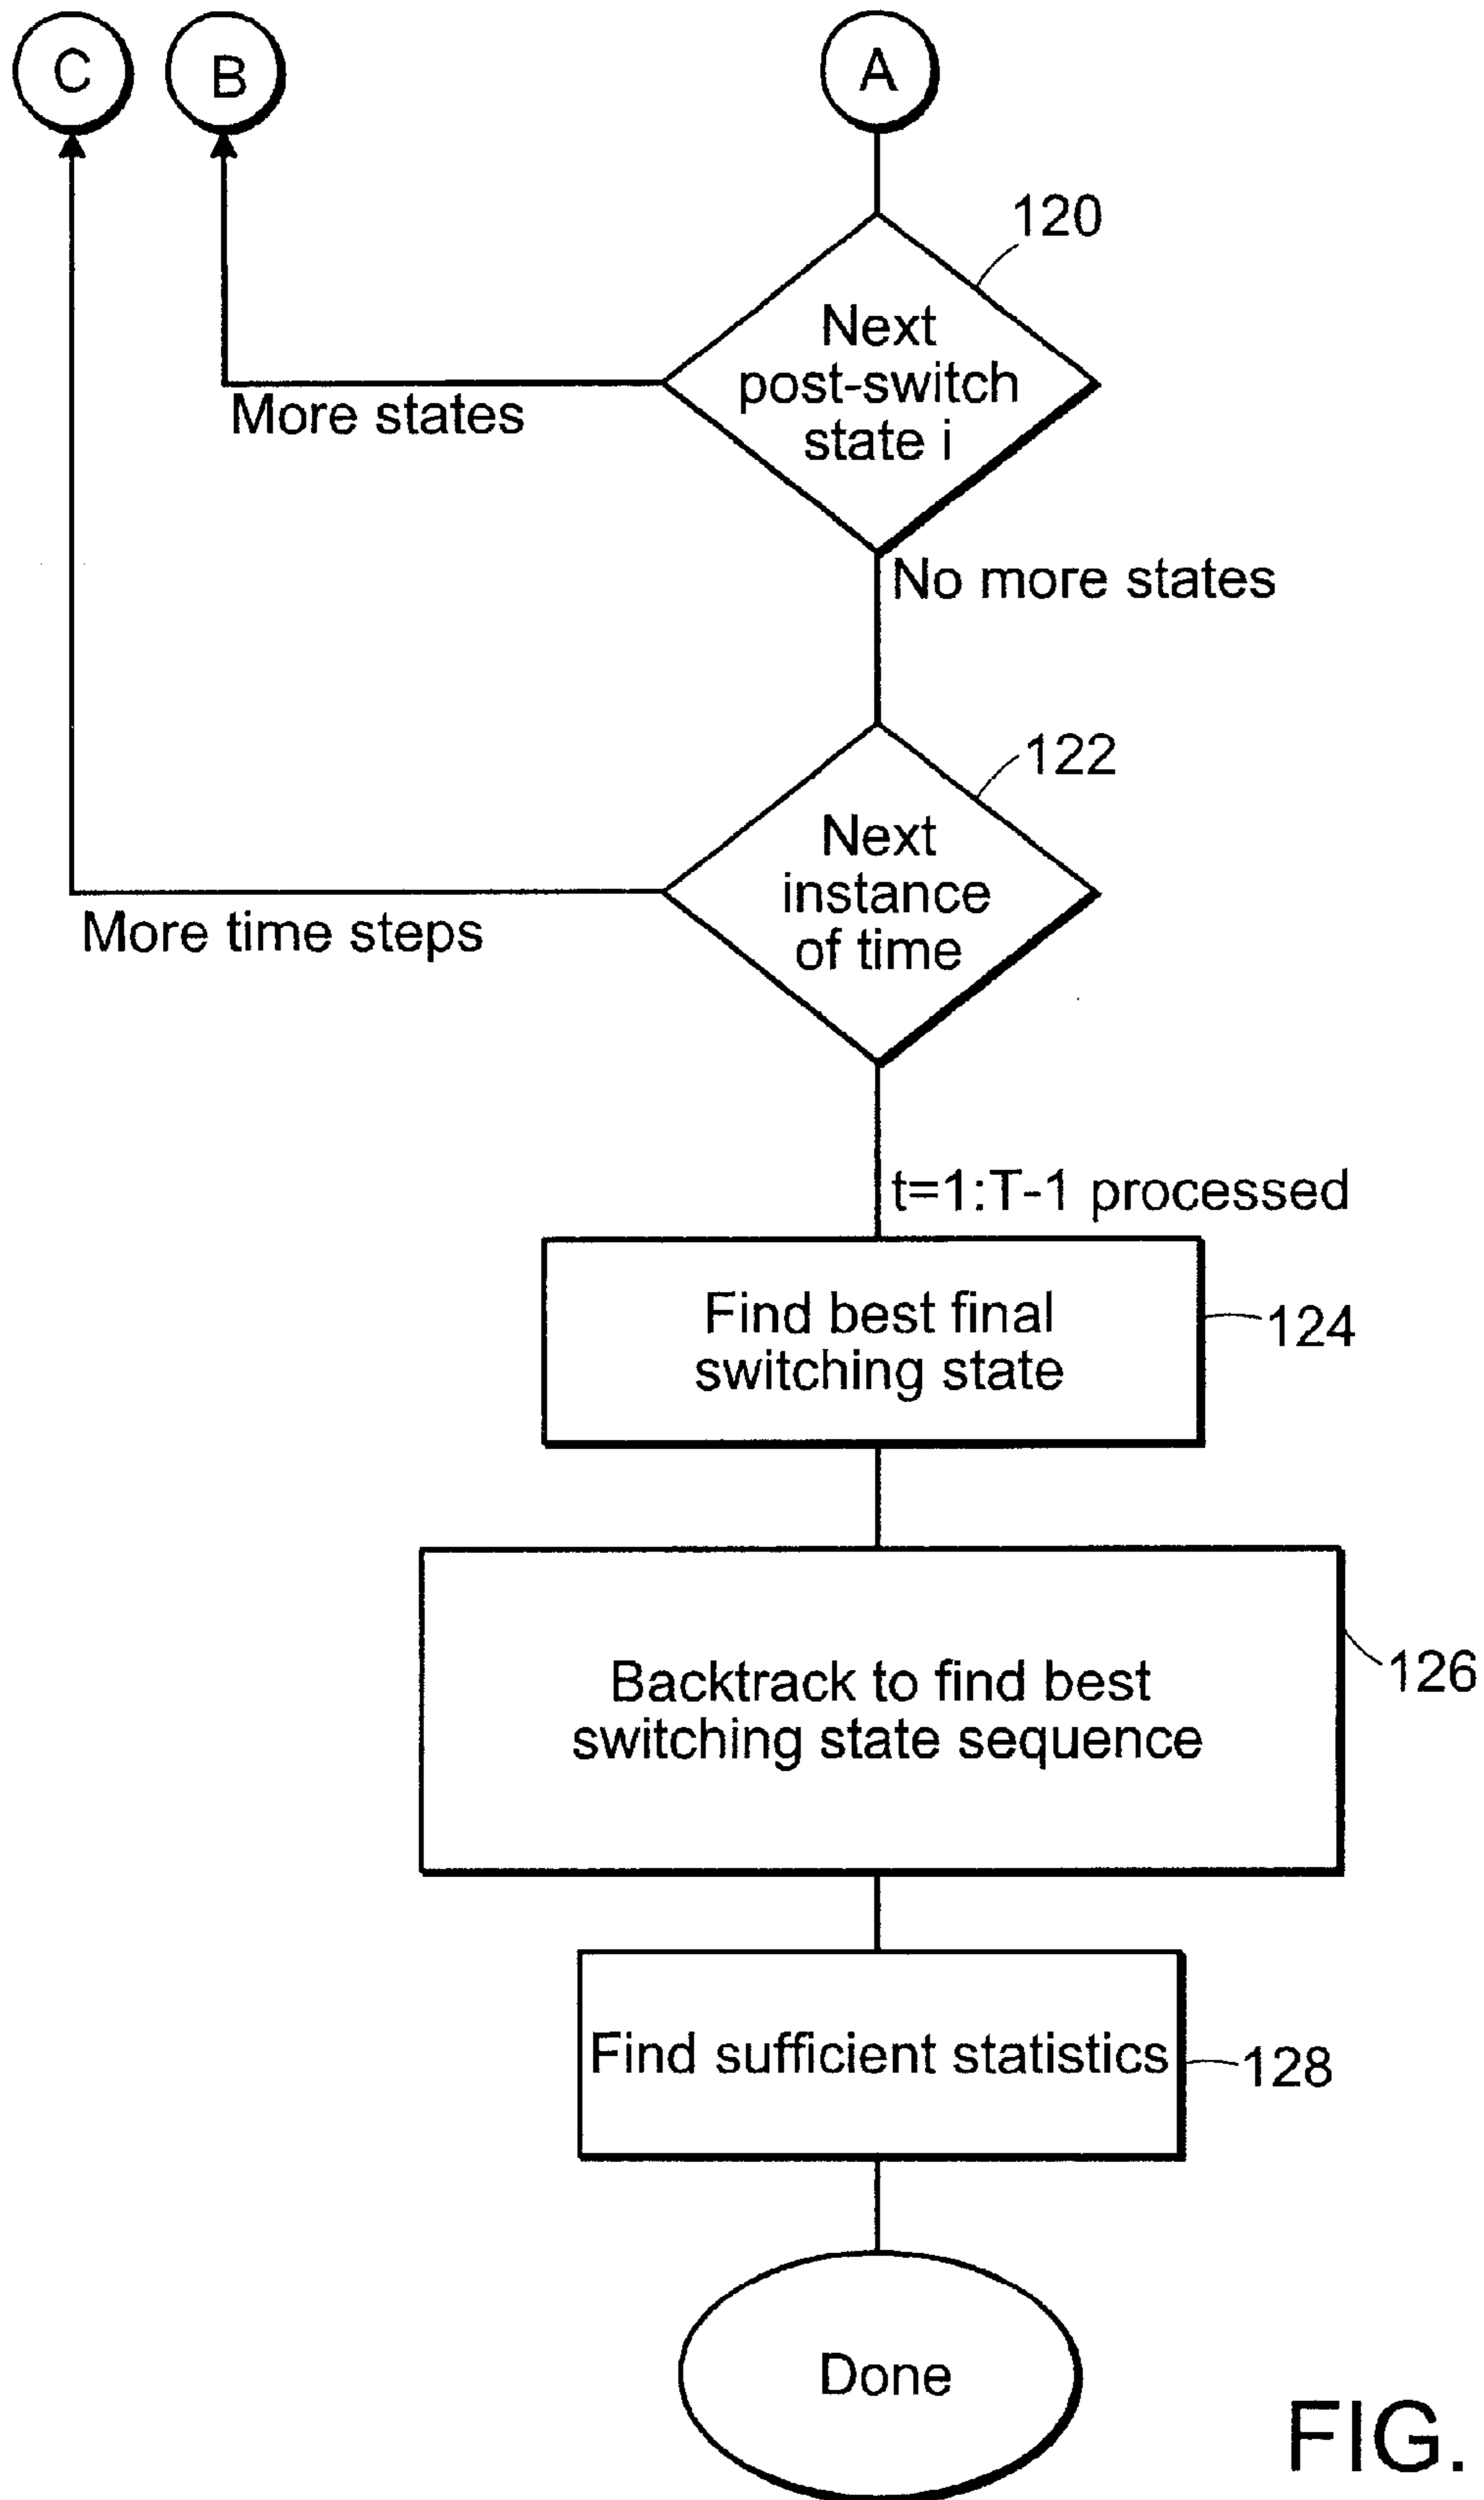 C
B
A
120
Next
post-switch
state i
More states
No more states
122
Next
instance
of time
More time steps
t=1:T-1 processed
Find best final
switching state
124
Backtrack to find best
switching state sequence
126
Find sufficient statistics
128
Done
FIG.